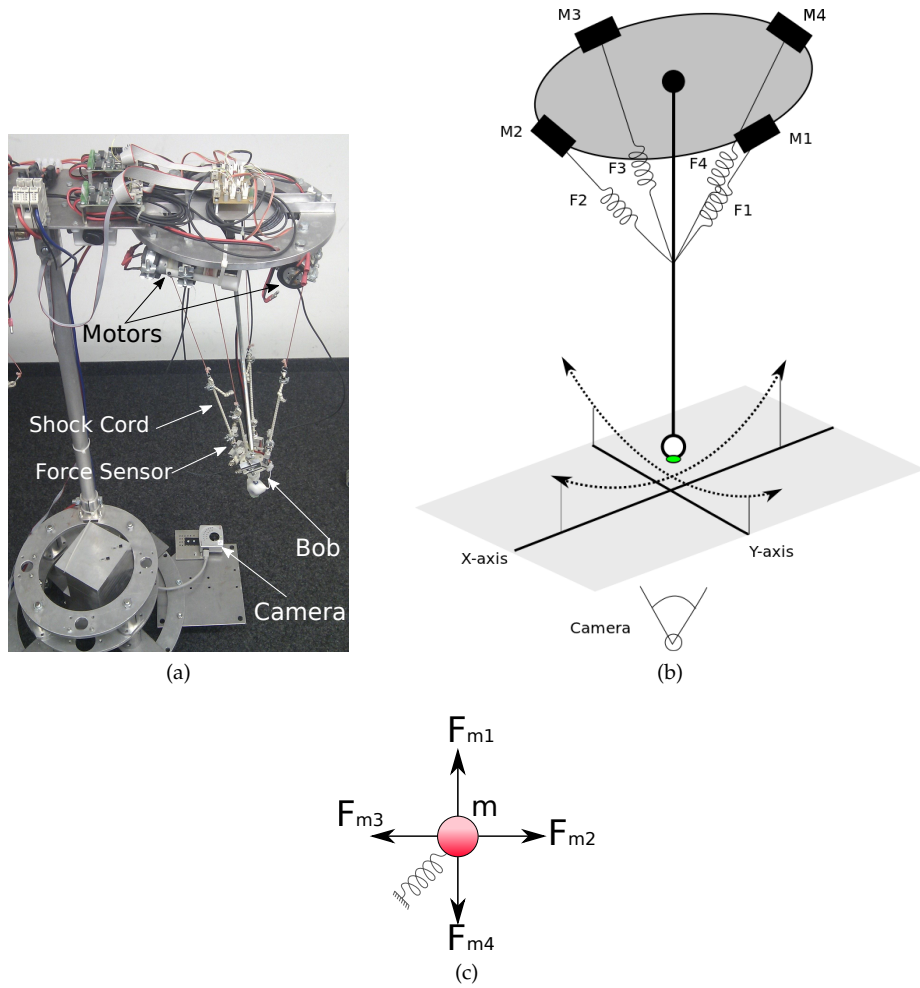 Motors
Shock Cord
Force Sensor
Bob
Camera
(a)
M3
M4
M2
M1
F3
F4
F2
F1
X-axis
Y-axis
Camera
(b)
Fm1
m
Fm3
Fm2
Fm4
(c)